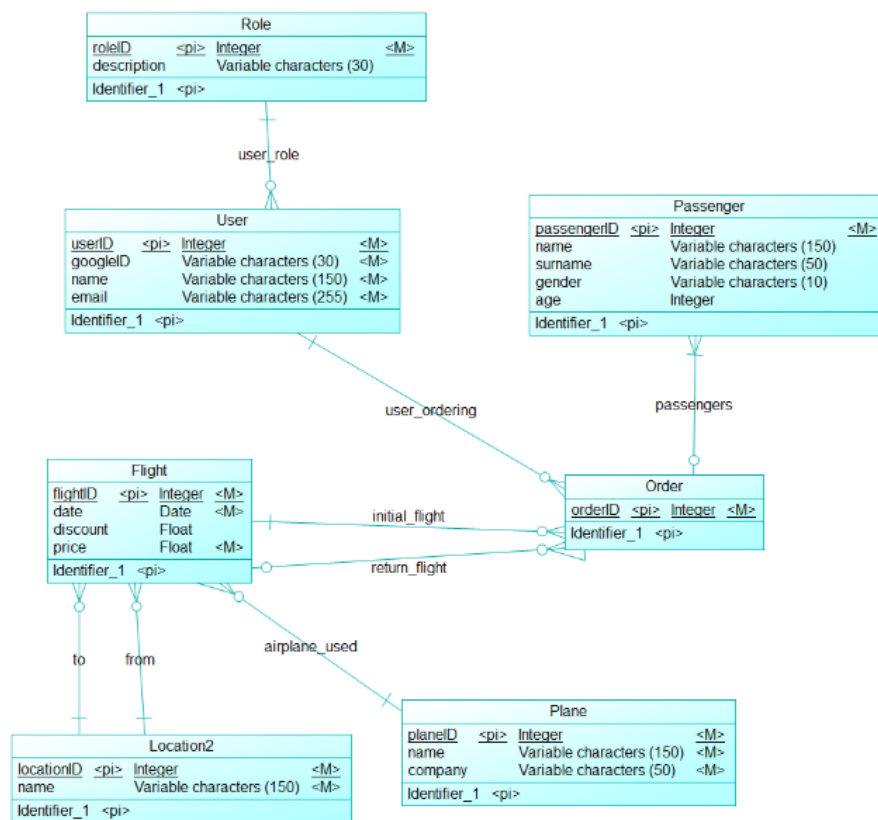 Role
roleID <pi> Integer <M>
description Variable characters (30)
Identifier_1 <pi>
user_role
User
userID <pi> Integer <M>
googleID Variable characters (30) <M>
name Variable characters (150) <M>
email Variable characters (255) <M>
Identifier_1 <pi>
Passenger
passengerID <pi> Integer <M>
name Variable characters (150)
surname Variable characters (50)
gender Variable characters (10)
age Integer
Identifier_1 <pi>
user_ordering
passengers
Flight
flightID <pi> Integer <M>
date Date <M>
discount Float
price Float <M>
Identifier_1 <pi>
initial_flight
return_flight
Order
orderID <pi> Integer <M>
Identifier_1 <pi>
to
from
airplane_used
Location2
locationID <pi> Integer <M>
name Variable characters (150) <M>
Identifier_1 <pi>
Plane
planeID <pi> Integer <M>
name Variable characters (150) <M>
company Variable characters (50) <M>
Identifier_1 <pi>